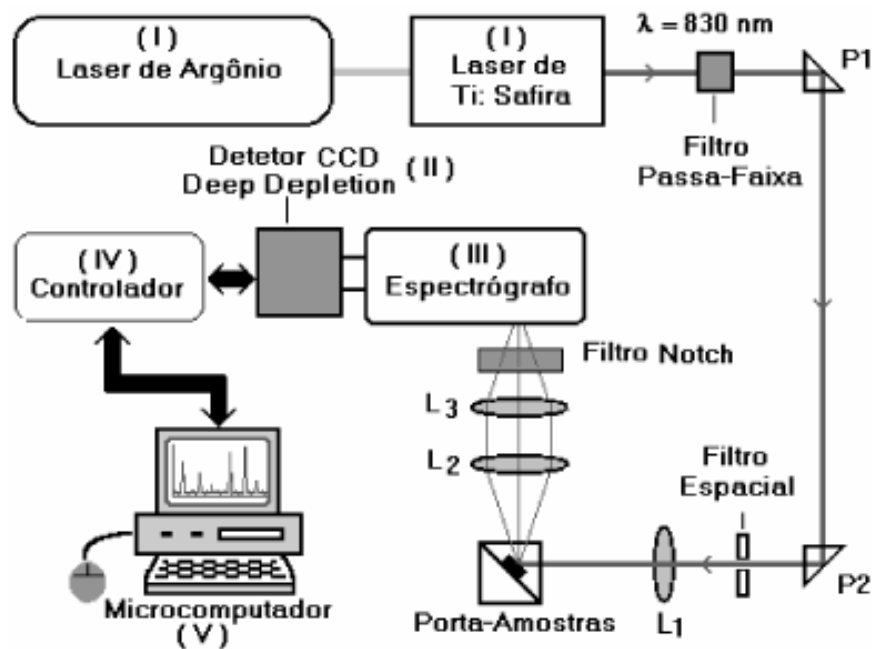 ( I )
Laser de Argônio
( I )
Laser de
Ti: Safira
λ = 830 nm
P1
Filtro
Passa-Faixa
Detetor CCD
Deep Depletion
( II )
( III )
Espectrógrafo
( IV )
Controlador
Filtro Notch
L3
L2
Filtro
Espacial
P2
L1
Porta-Amostras
Microcomputador
( V )